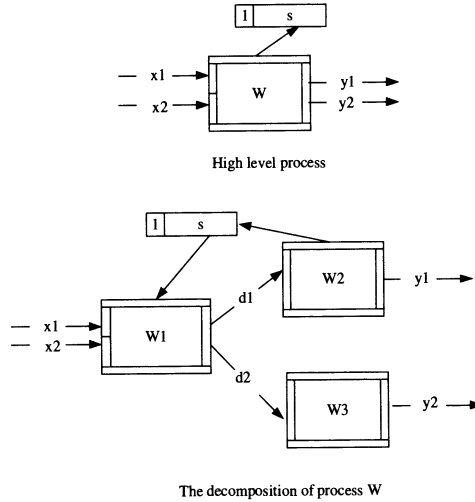 1 s
x1
x2
W
y1
y2
High level process
1 s
x1
x2
W1
d1
d2
W2
y1
W3
y2
The decomposition of process W